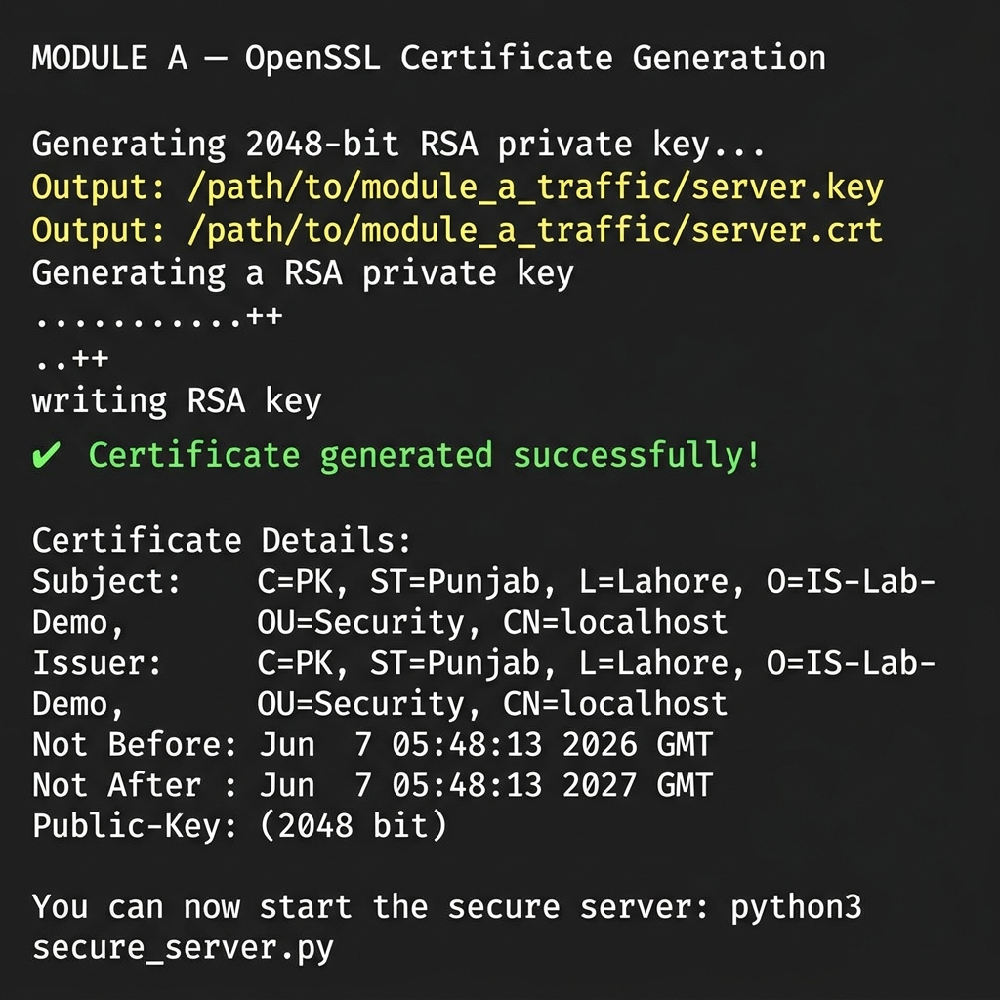 MODULE A — OpenSSL Certificate Generation
Generating 2048-bit RSA private key...
Output: /path/to/module_a_traffic/server.key
Output: /path/to/module_a_traffic/server.crt
Generating a RSA private key
...........++
..++
writing RSA key
✔ Certificate generated successfully!
Certificate Details:
Subject:    C=PK, ST=Punjab, L=Lahore, O=IS-Lab-
Demo,       OU=Security, CN=localhost
Issuer:     C=PK, ST=Punjab, L=Lahore, O=IS-Lab-
Demo,       OU=Security, CN=localhost
Not Before: Jun  7 05:48:13 2026 GMT
Not After : Jun  7 05:48:13 2027 GMT
Public-Key: (2048 bit)
You can now start the secure server: python3
secure_server.py